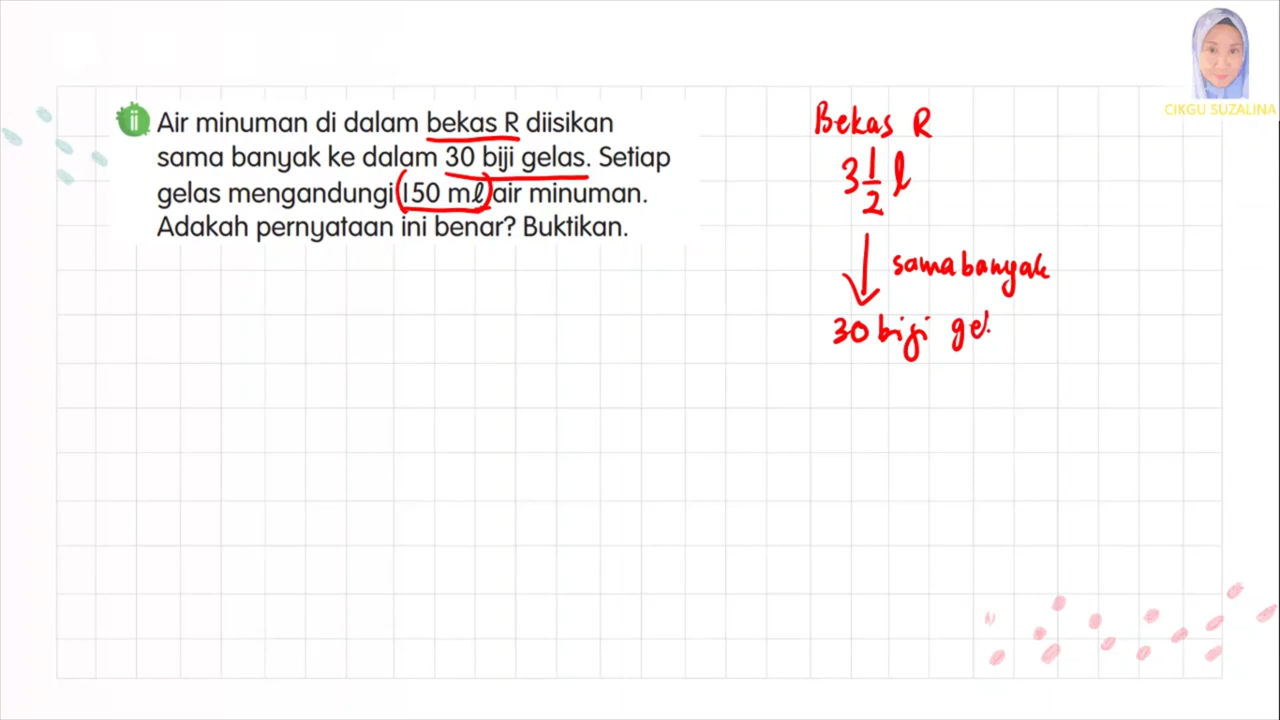 ii Air minuman di dalam bekas R diisikan
sama banyak ke dalam 30 biji gelas. Setiap
gelas mengandungi 150 mℓ air minuman.
Adakah pernyataan ini benar? Buktikan.
Bekas R
3 1/2 ℓ
sama banyak
30 biji gel
CIKGU SUZALINA